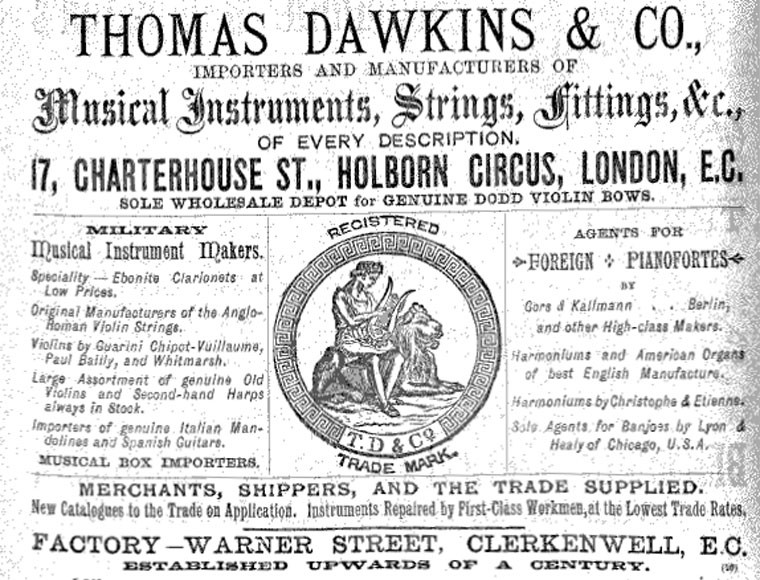 THOMAS DAWKINS & CO.,
IMPORTERS AND MANUFACTURERS OF
Musical Instruments, Strings, Fittings, &c.,
OF EVERY DESCRIPTION.
17, CHARTERHOUSE ST., HOLBORN CIRCUS, LONDON, E.C.
SOLE WHOLESALE DEPOT for GENUINE DODD VIOLIN BOWS.
MILITARY
Musical Instrument Makers.
Speciality — Ebonite Clarionets at
Low Prices.
Original Manufacturers of the Anglo-
Roman Violin Strings.
Violins by Guarini Chipot-Vuillaume,
Paul Bailly, and Whitmarsh.
Large Assortment of genuine Old
Violins and Second-hand Harps
always in Stock.
Importers of genuine Italian Man-
dolines and Spanish Guitars.
MUSICAL BOX IMPORTERS.
REGISTERED
T.D & Co
TRADE MARK.
AGENTS FOR
FOREIGN PIANOFORTES
BY
Gors & Kallmann . . Berlin,
and other High-class Makers.
Harmoniums and American Organs
of best English Manufacture.
Harmoniums by Christophe & Etienne.
Sole Agents for Banjoes by Lyon &
Healy of Chicago, U.S.A.
MERCHANTS, SHIPPERS, AND THE TRADE SUPPLIED.
New Catalogues to the Trade on Application. Instruments Repaired by First-Class Workmen, at the Lowest Trade Rates.
FACTORY—WARNER STREET, CLERKENWELL, E.C.
ESTABLISHED UPWARDS OF A CENTURY.